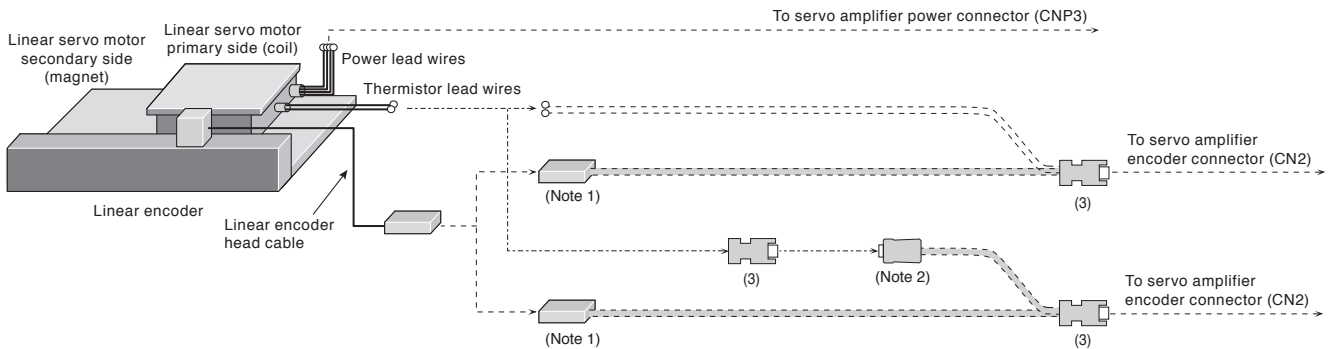 To servo amplifier power connector (CNP3)
Linear servo motor
secondary side
(magnet)
Linear servo motor
primary side (coil)
Power lead wires
Thermistor lead wires
To servo amplifier
encoder connector (CN2)
(Note 1)
(3)
Linear encoder
Linear encoder
head cable
(3)
(Note 2)
To servo amplifier
encoder connector (CN2)
(Note 1)
(3)